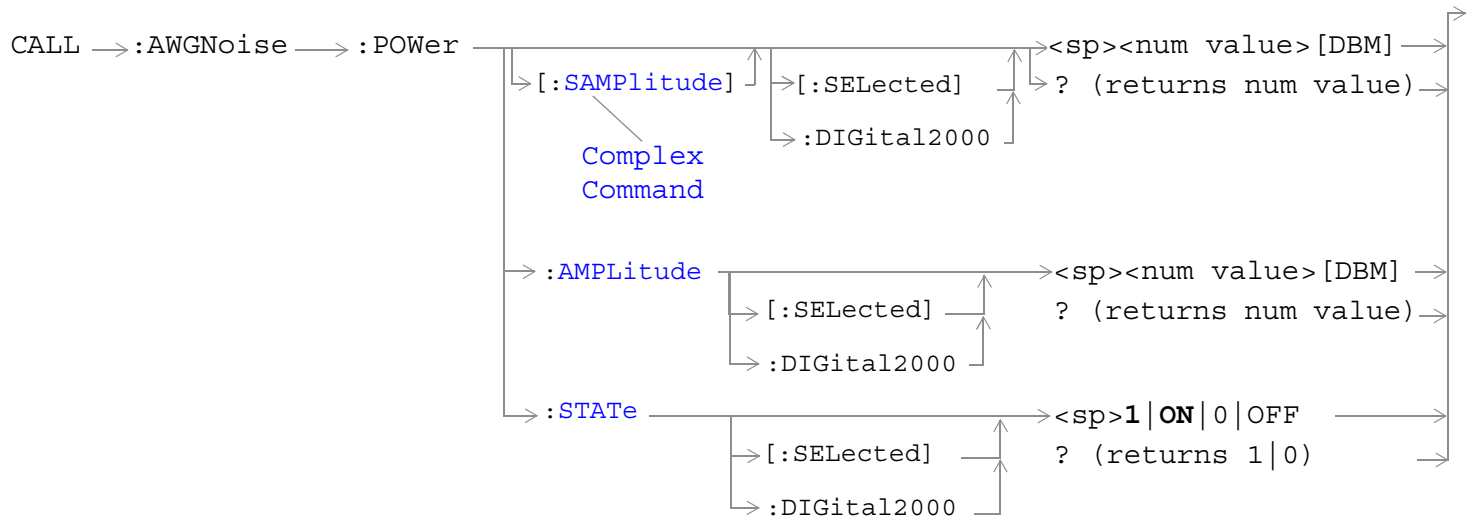 CALL :AWGNoise :POWer <sp><num value>[DBM]
[:SAMPlitude] [:SELected] ? (returns num value)
:DIGital2000
Complex
Command
:AMPLitude <sp><num value>[DBM]
[:SELected] ? (returns num value)
:DIGital2000
:STATe <sp>1|ON|0|OFF
[:SELected] ? (returns 1|0)
:DIGital2000